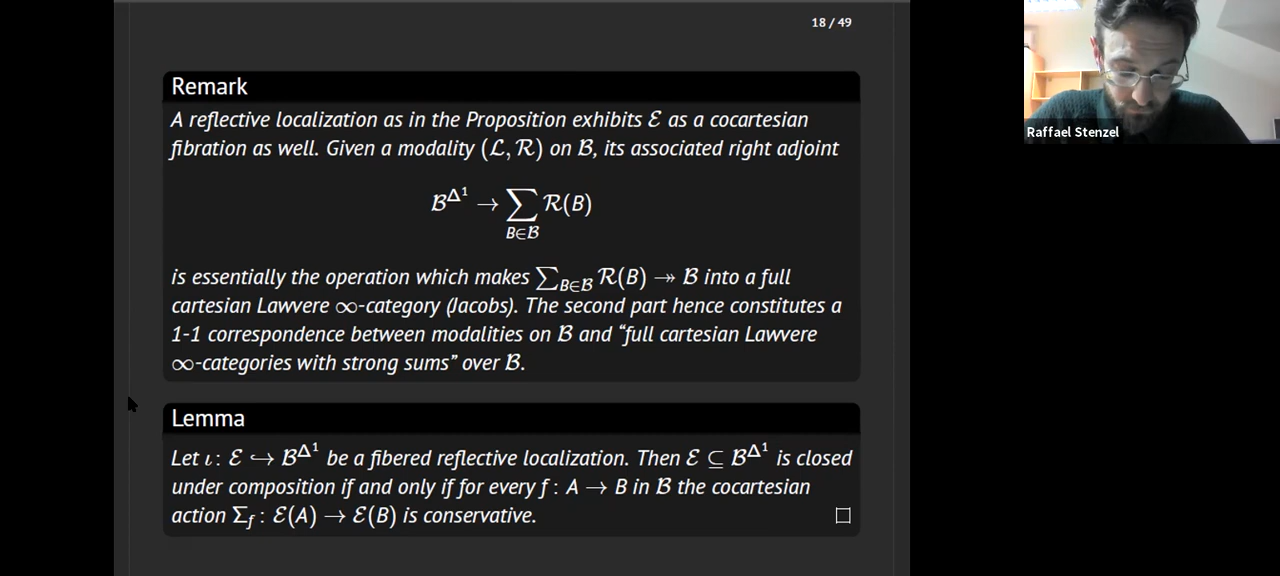 18 / 49
Remark
A reflective localization as in the Proposition exhibits ℰ as a cocartesian
fibration as well. Given a modality (ℒ, ℛ) on ℬ, its associated right adjoint
ℬ^{Δ^1} → ∑_{B∈ℬ} ℛ(B)
is essentially the operation which makes ∑_{B∈ℬ} ℛ(B) ↠ ℬ into a full
cartesian Lawvere ∞-category (Jacobs). The second part hence constitutes a
1-1 correspondence between modalities on ℬ and “full cartesian Lawvere
∞-categories with strong sums” over ℬ.
Lemma
Let ι: ℰ ↪ ℬ^{Δ^1} be a fibered reflective localization. Then ℰ ⊆ ℬ^{Δ^1} is closed
under composition if and only if for every f: A → B in ℬ the cocartesian
action Σ_f: ℰ(A) → ℰ(B) is conservative. □
Raffael Stenzel